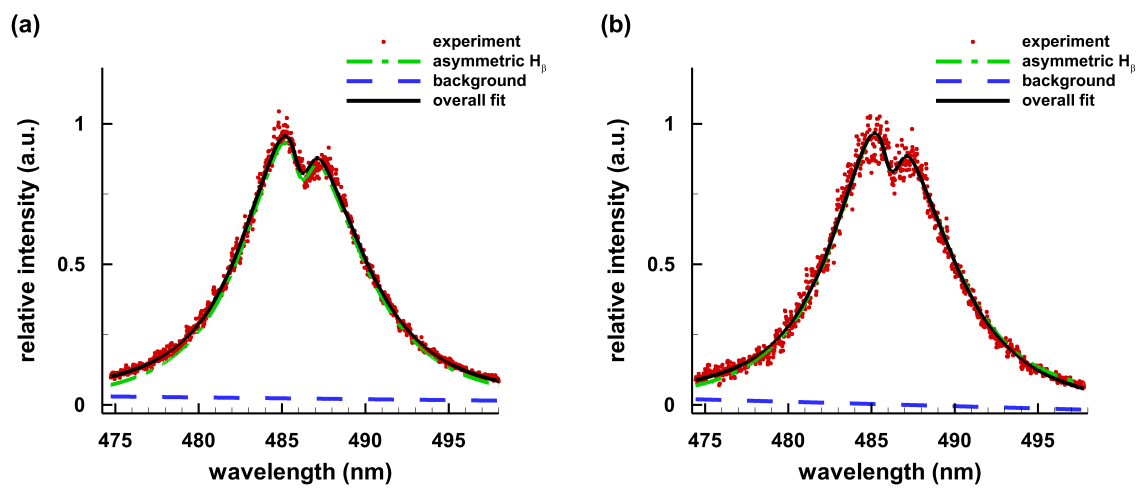 (a)
experiment
asymmetric Hβ
background
overall fit
relative intensity (a.u.)
1
0.5
0
475 480 485 490 495
wavelength (nm)
(b)
experiment
asymmetric Hβ
background
overall fit
relative intensity (a.u.)
1
0.5
0
475 480 485 490 495
wavelength (nm)